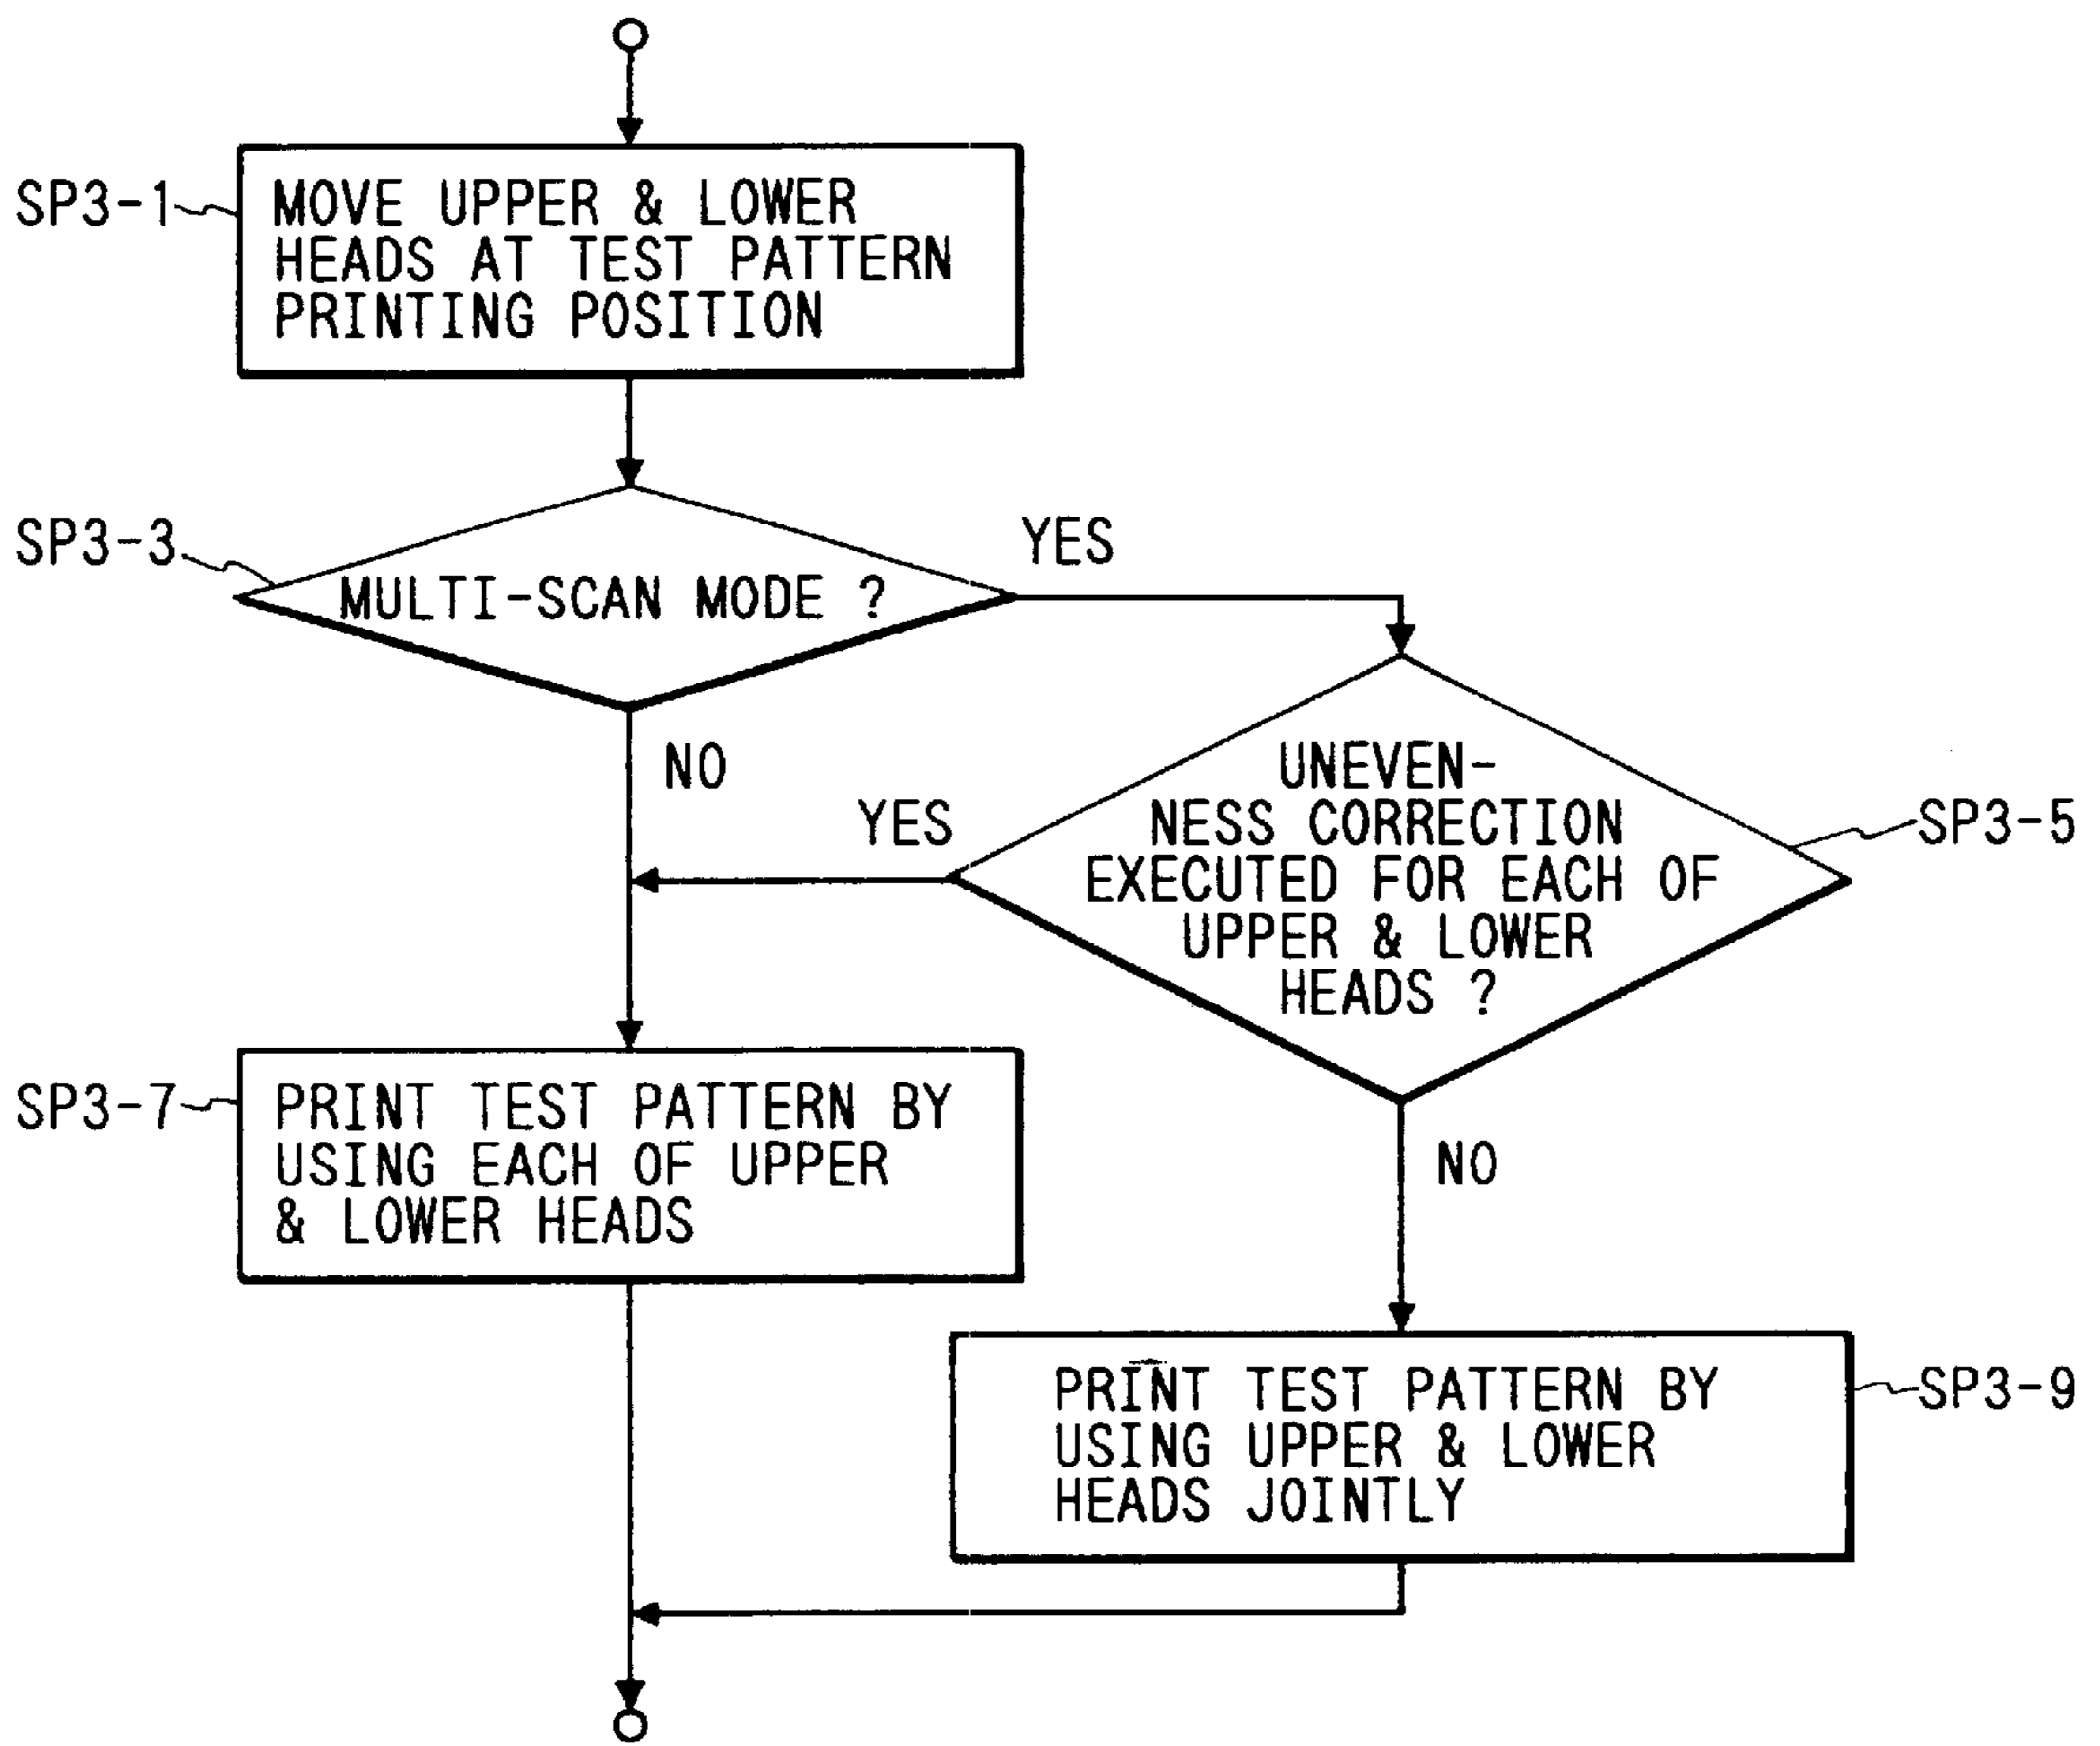 SP3-1
MOVE UPPER & LOWER
HEADS AT TEST PATTERN
PRINTING POSITION
SP3-3
MULTI-SCAN MODE ?
YES
NO
UNEVEN-
NESS CORRECTION
EXECUTED FOR EACH OF
UPPER & LOWER
HEADS ?
SP3-5
YES
NO
SP3-7
PRINT TEST PATTERN BY
USING EACH OF UPPER
& LOWER HEADS
PRINT TEST PATTERN BY
USING UPPER & LOWER
HEADS JOINTLY
SP3-9